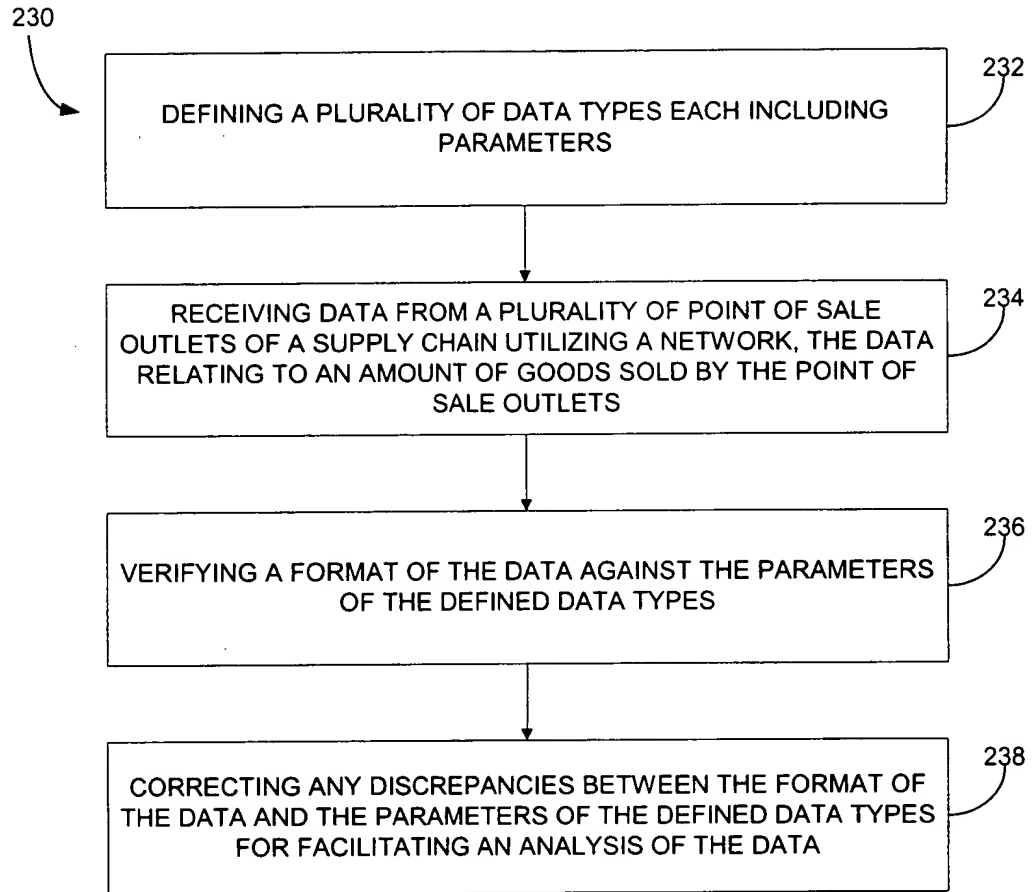 230
232
DEFINING A PLURALITY OF DATA TYPES EACH INCLUDING
PARAMETERS
234
RECEIVING DATA FROM A PLURALITY OF POINT OF SALE
OUTLETS OF A SUPPLY CHAIN UTILIZING A NETWORK, THE DATA
RELATING TO AN AMOUNT OF GOODS SOLD BY THE POINT OF
SALE OUTLETS
236
VERIFYING A FORMAT OF THE DATA AGAINST THE PARAMETERS
OF THE DEFINED DATA TYPES
238
CORRECTING ANY DISCREPANCIES BETWEEN THE FORMAT OF
THE DATA AND THE PARAMETERS OF THE DEFINED DATA TYPES
FOR FACILITATING AN ANALYSIS OF THE DATA